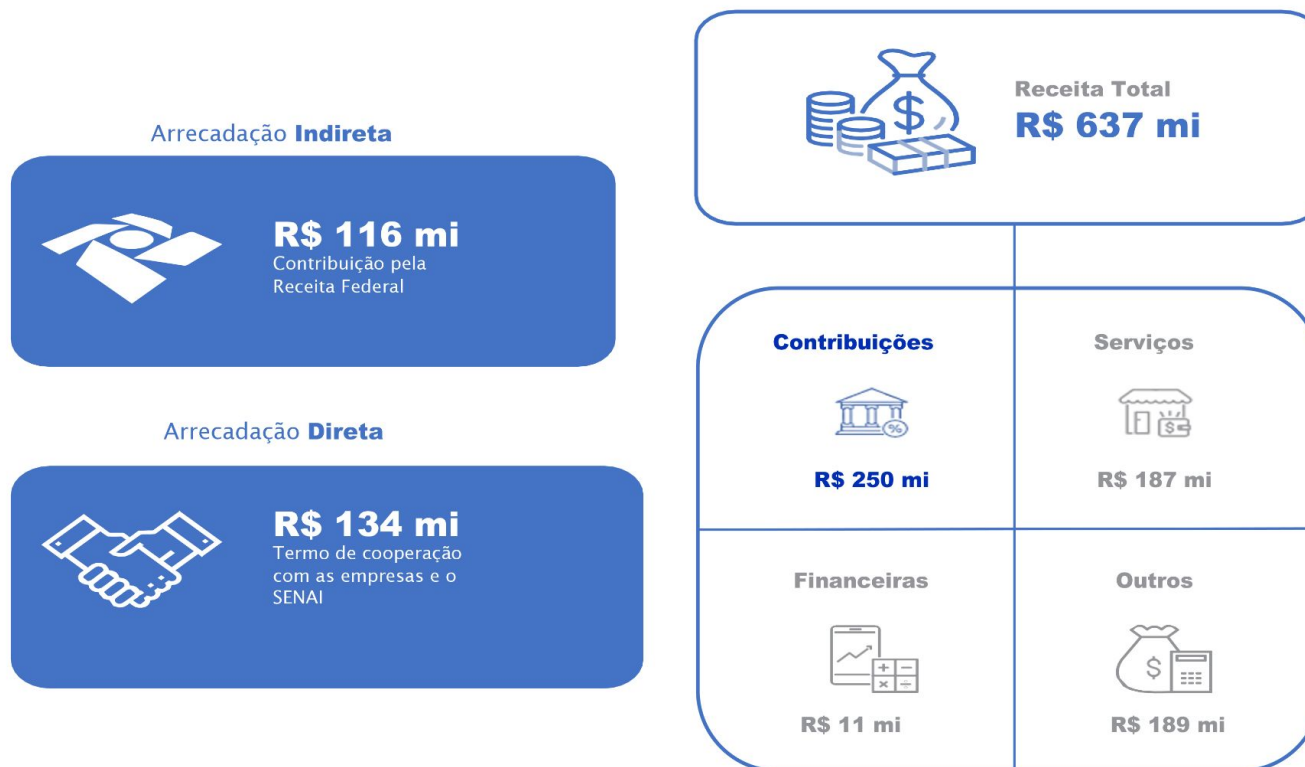 Arrecadação Indireta
R$ 116 mi
Contribuição pela
Receita Federal
Arrecadação Direta
R$ 134 mi
Termo de cooperação
com as empresas e o
SENAI
Receita Total
R$ 637 mi
Contribuições
R$ 250 mi
Serviços
R$ 187 mi
Financeiras
R$ 11 mi
Outros
R$ 189 mi